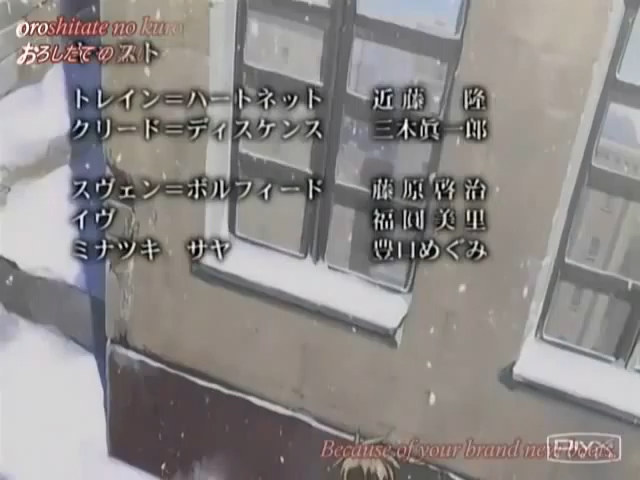 oroshitate no kuro
おろしたての
スト
トレイン＝ハートネット 近藤 隆
クリード＝ディスケンス 三木眞一郎
スヴェン＝ボルフィード 藤原啓治
イヴ 福圓美里
ミナツキ サヤ 豊口めぐみ
Because of your brand new
DivX